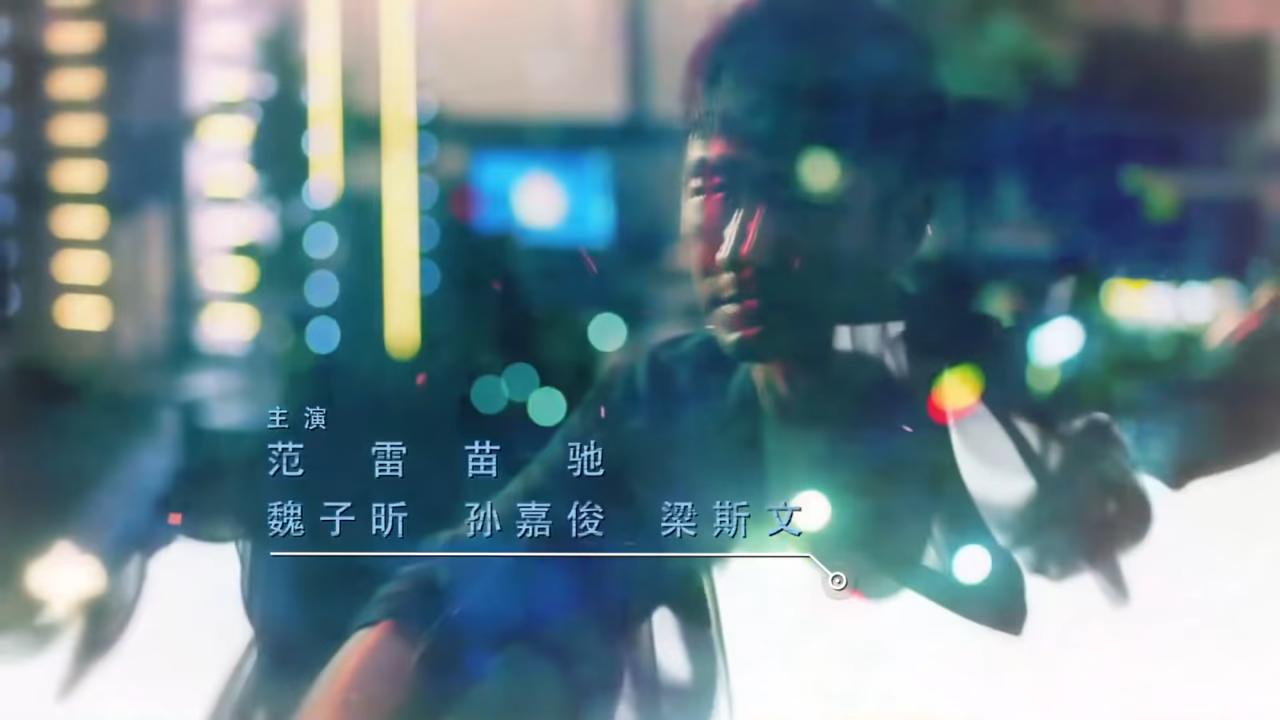 主演
范 雷 苗 驰
魏子昕 孙嘉俊 梁斯文